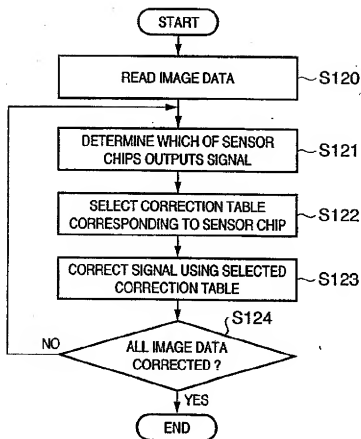 START
READ IMAGE DATA
S120
DETERMINE WHICH OF SENSOR
CHIPS OUTPUTS SIGNAL
S121
SELECT CORRECTION TABLE
CORRESPONDING TO SENSOR CHIP
S122
CORRECT SIGNAL USING SELECTED
CORRECTION TABLE
S123
S124
ALL IMAGE DATA
CORRECTED ?
NO
YES
END